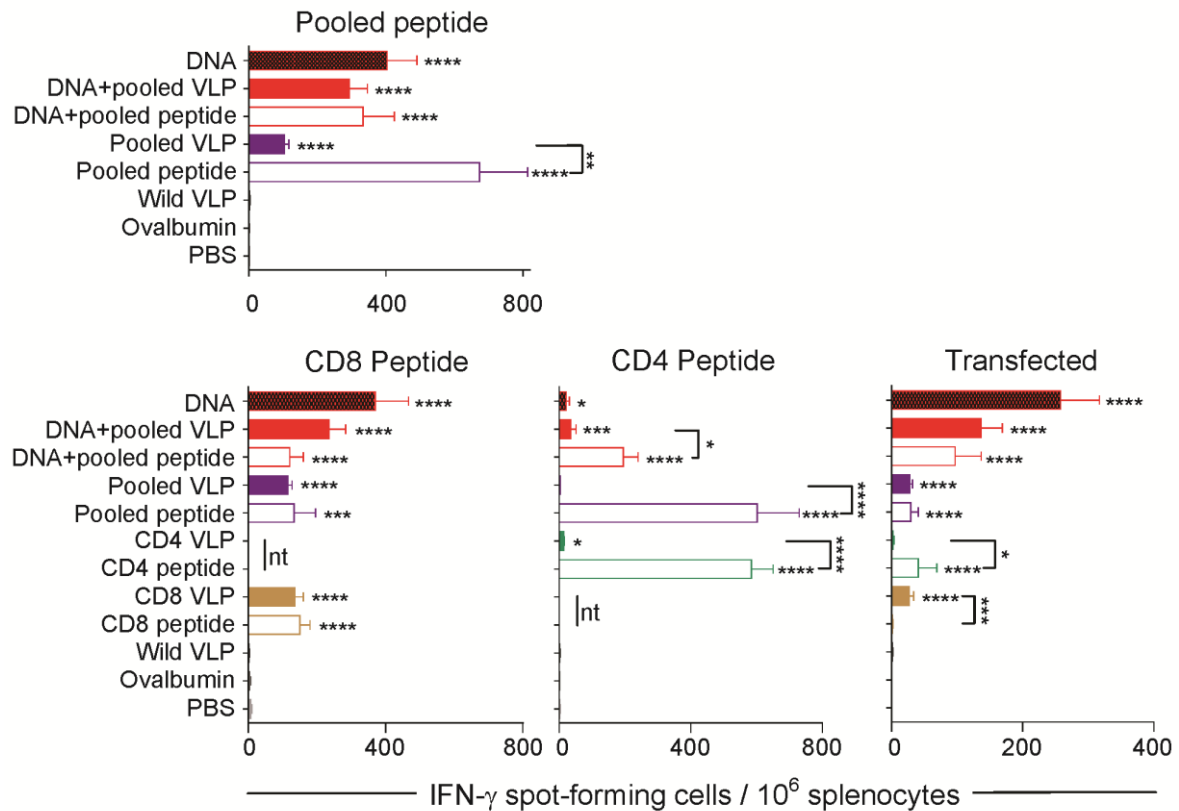 Pooled peptide
DNA ****
DNA+pooled VLP ****
DNA+pooled peptide ****
Pooled VLP **** **
Pooled peptide ****
Wild VLP
Ovalbumin
PBS
0 400 800
CD8 Peptide CD4 Peptide Transfected
DNA **** * ****
DNA+pooled VLP **** *** * ****
DNA+pooled peptide **** **** ****
Pooled VLP **** **** ****
Pooled peptide *** **** ****
CD4 VLP nt * **** *
CD4 peptide **** ****
CD8 VLP **** nt **** ***
CD8 peptide ****
Wild VLP
Ovalbumin
PBS
0 400 800 0 400 800 0 200 400
IFN-γ spot-forming cells / 10⁶ splenocytes